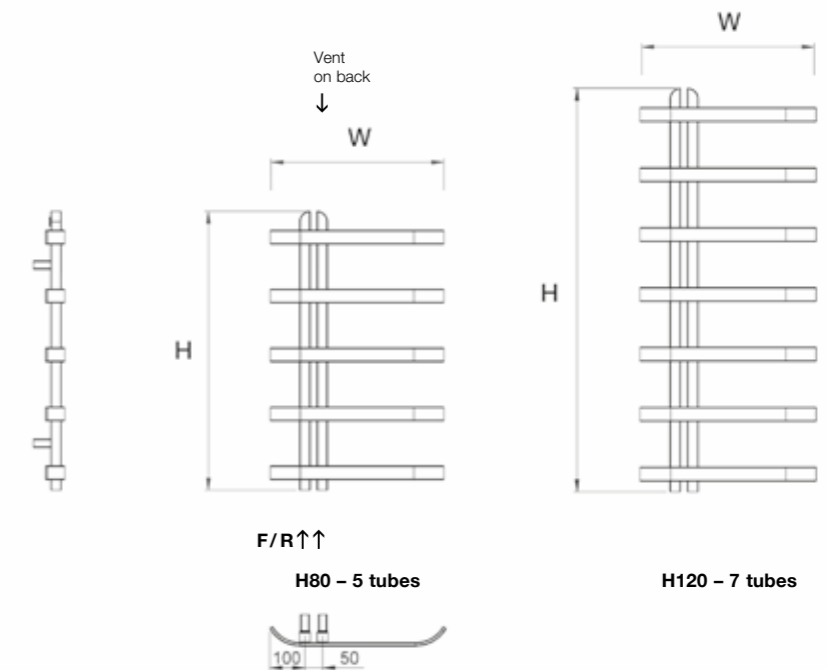 W
Vent
on back
↓
W
H
H
F/R↑↑
H80 – 5 tubes
H120 – 7 tubes
100 50